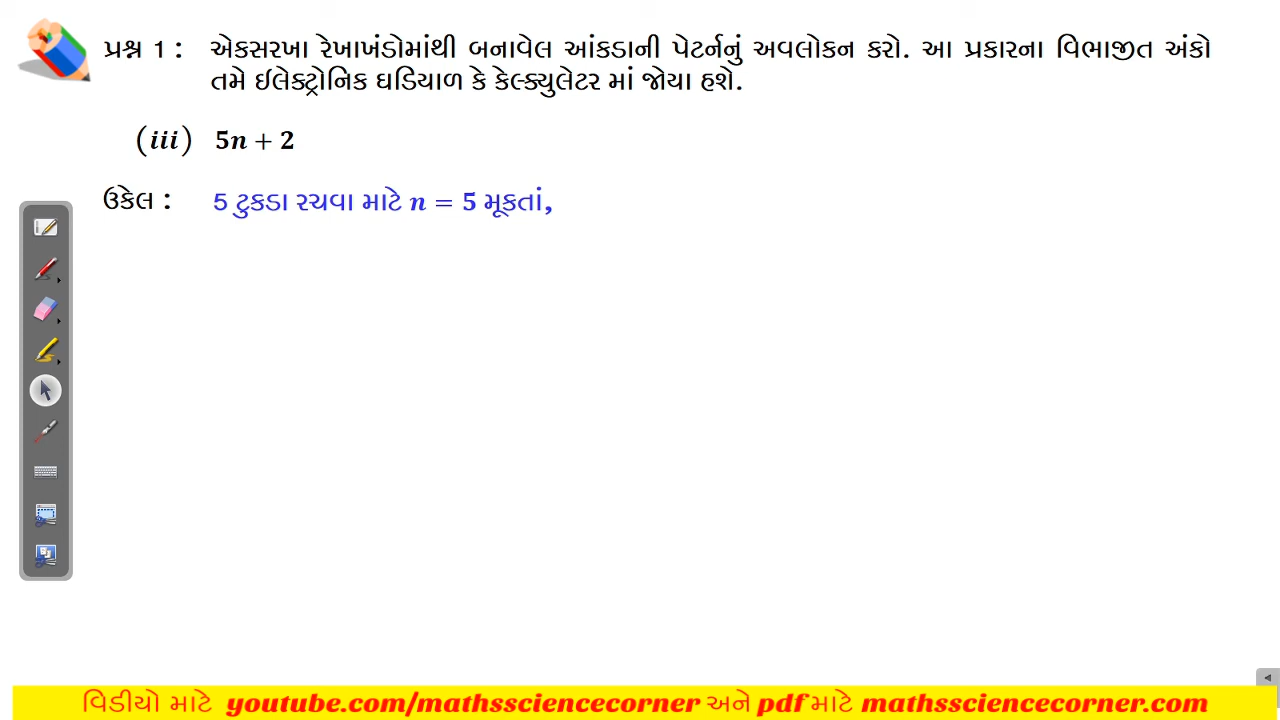 પ્રશ્ન 1 : એકસરખા રેખાખંડોમાંથી બનાવેલ આંકડાની પેટર્નનું અવલોકન કરો. આ પ્રકારના વિભાજીત અંકો
તમે ઈલેક્ટ્રોનિક ઘડિયાળ કે કેલ્ક્યુલેટર માં જોયા હશે.
(iii) 5n + 2
ઉકેલ : 5 ટુકડા રચવા માટે n = 5 મૂકતાં,
વિડીયો માટે youtube.com/mathssciencecorner અને pdf માટે mathssciencecorner.com